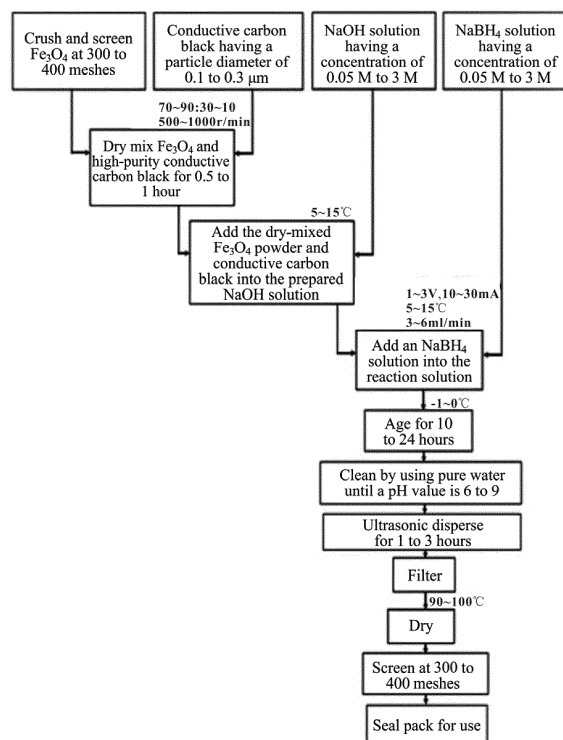 Crush and screen
Fe₃O₄ at 300 to
400 meshes
Conductive carbon
black having a
particle diameter of
0.1 to 0.3 μm
NaOH solution
having a
concentration of
0.05 M to 3 M
NaBH₄ solution
having a
concentration of
0.05 M to 3 M
70~90:30~10
500~1000r/min
Dry mix Fe₃O₄ and
high-purity conductive
carbon black for 0.5 to
1 hour
5~15℃
Add the dry-mixed
Fe₃O₄ powder and
conductive carbon
black into the prepared
NaOH solution
1~3V,10~30mA
5~15℃
3~6ml/min
Add an NaBH₄
solution into the
reaction solution
-1~0℃
Age for 10
to 24 hours
Clean by using pure water
until a pH value is 6 to 9
Ultrasonic disperse
for 1 to 3 hours
Filter
90~100℃
Dry
Screen at 300 to
400 meshes
Seal pack for use